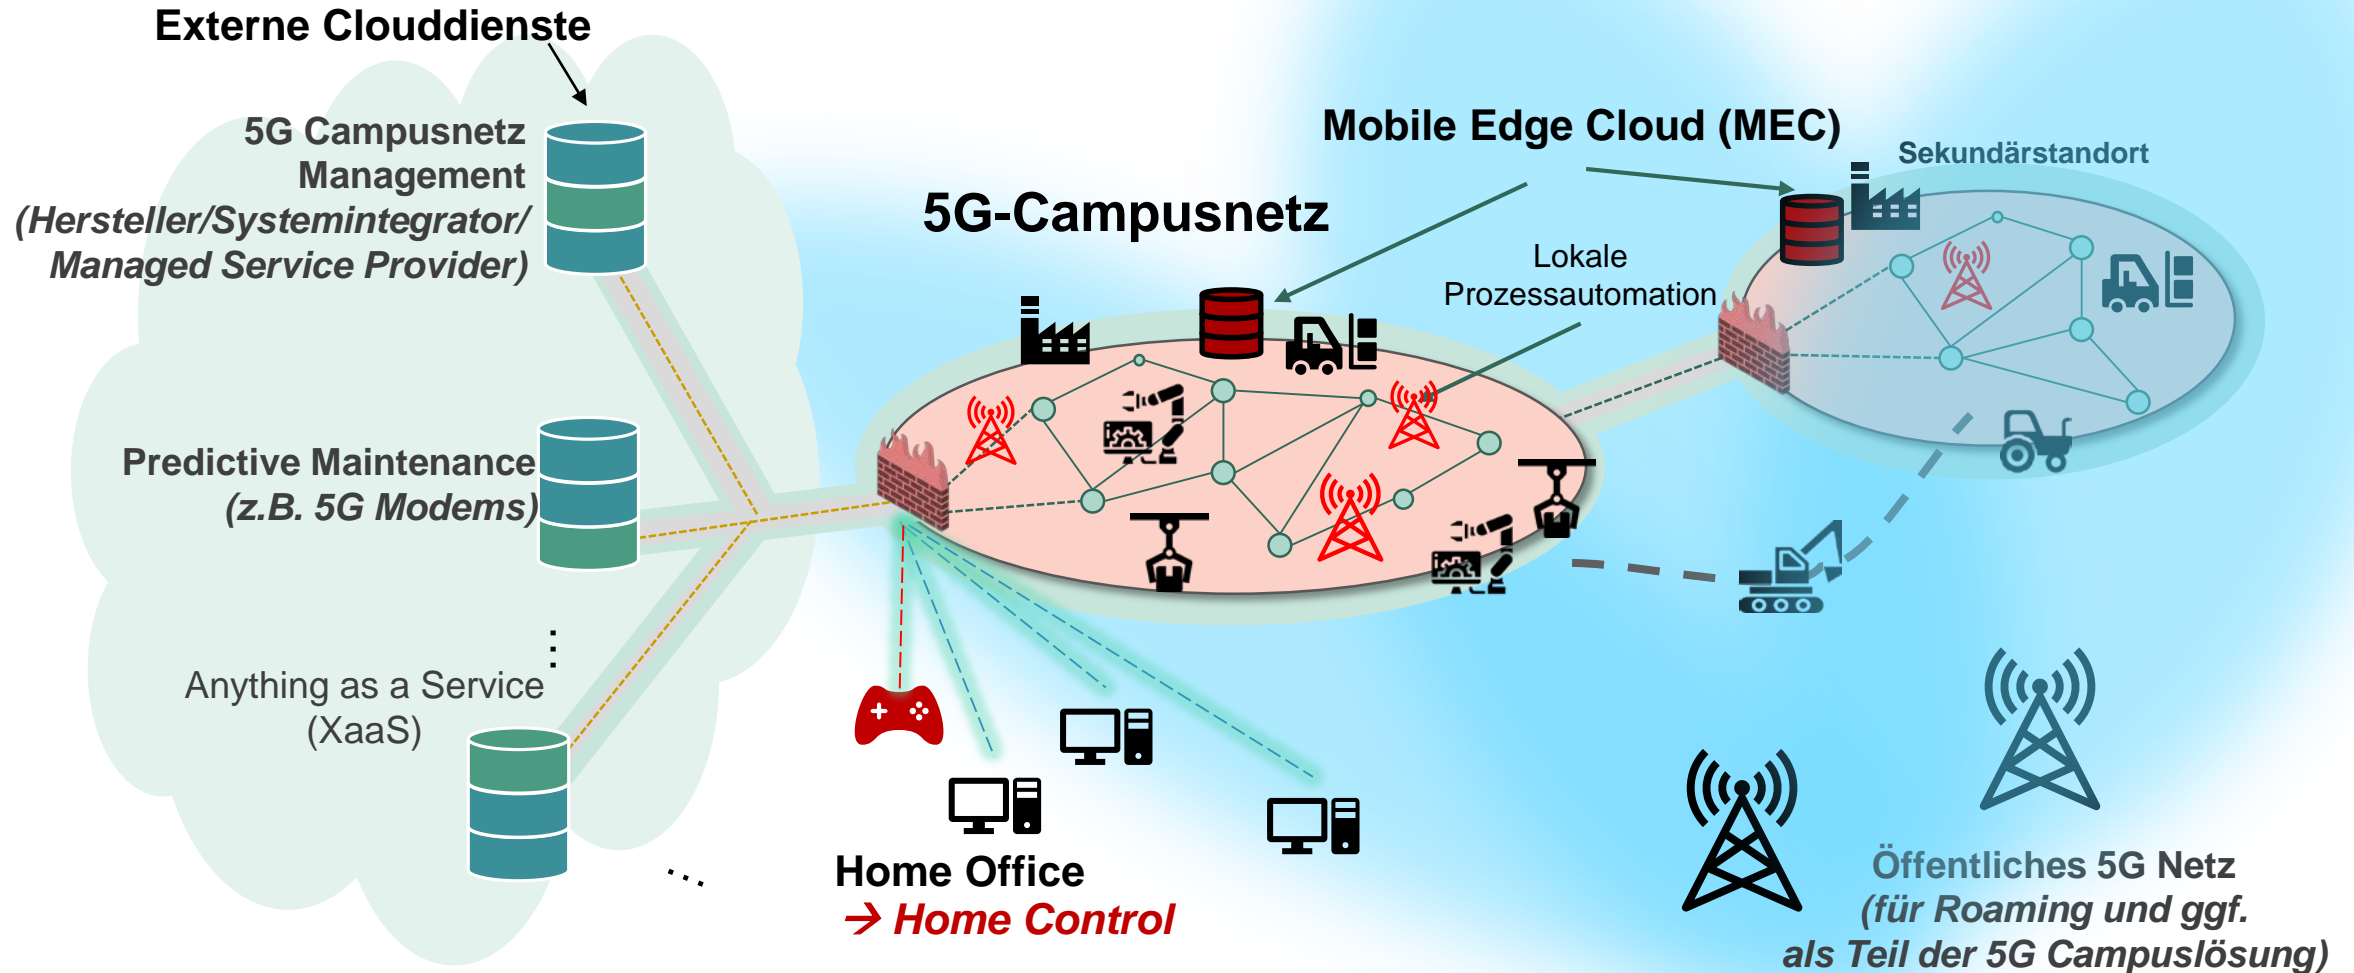 Externe Clouddienste
5G Campusnetz
Management
(Hersteller/Systemintegrator/
Managed Service Provider)
Predictive Maintenance
(z.B. 5G Modems)
...
Anything as a Service
(XaaS)
...
5G-Campusnetz
Mobile Edge Cloud (MEC)
Lokale
Prozessautomation
Sekundärstandort
Home Office
→ Home Control
Öffentliches 5G Netz
(für Roaming und ggf.
als Teil der 5G Campuslösung)